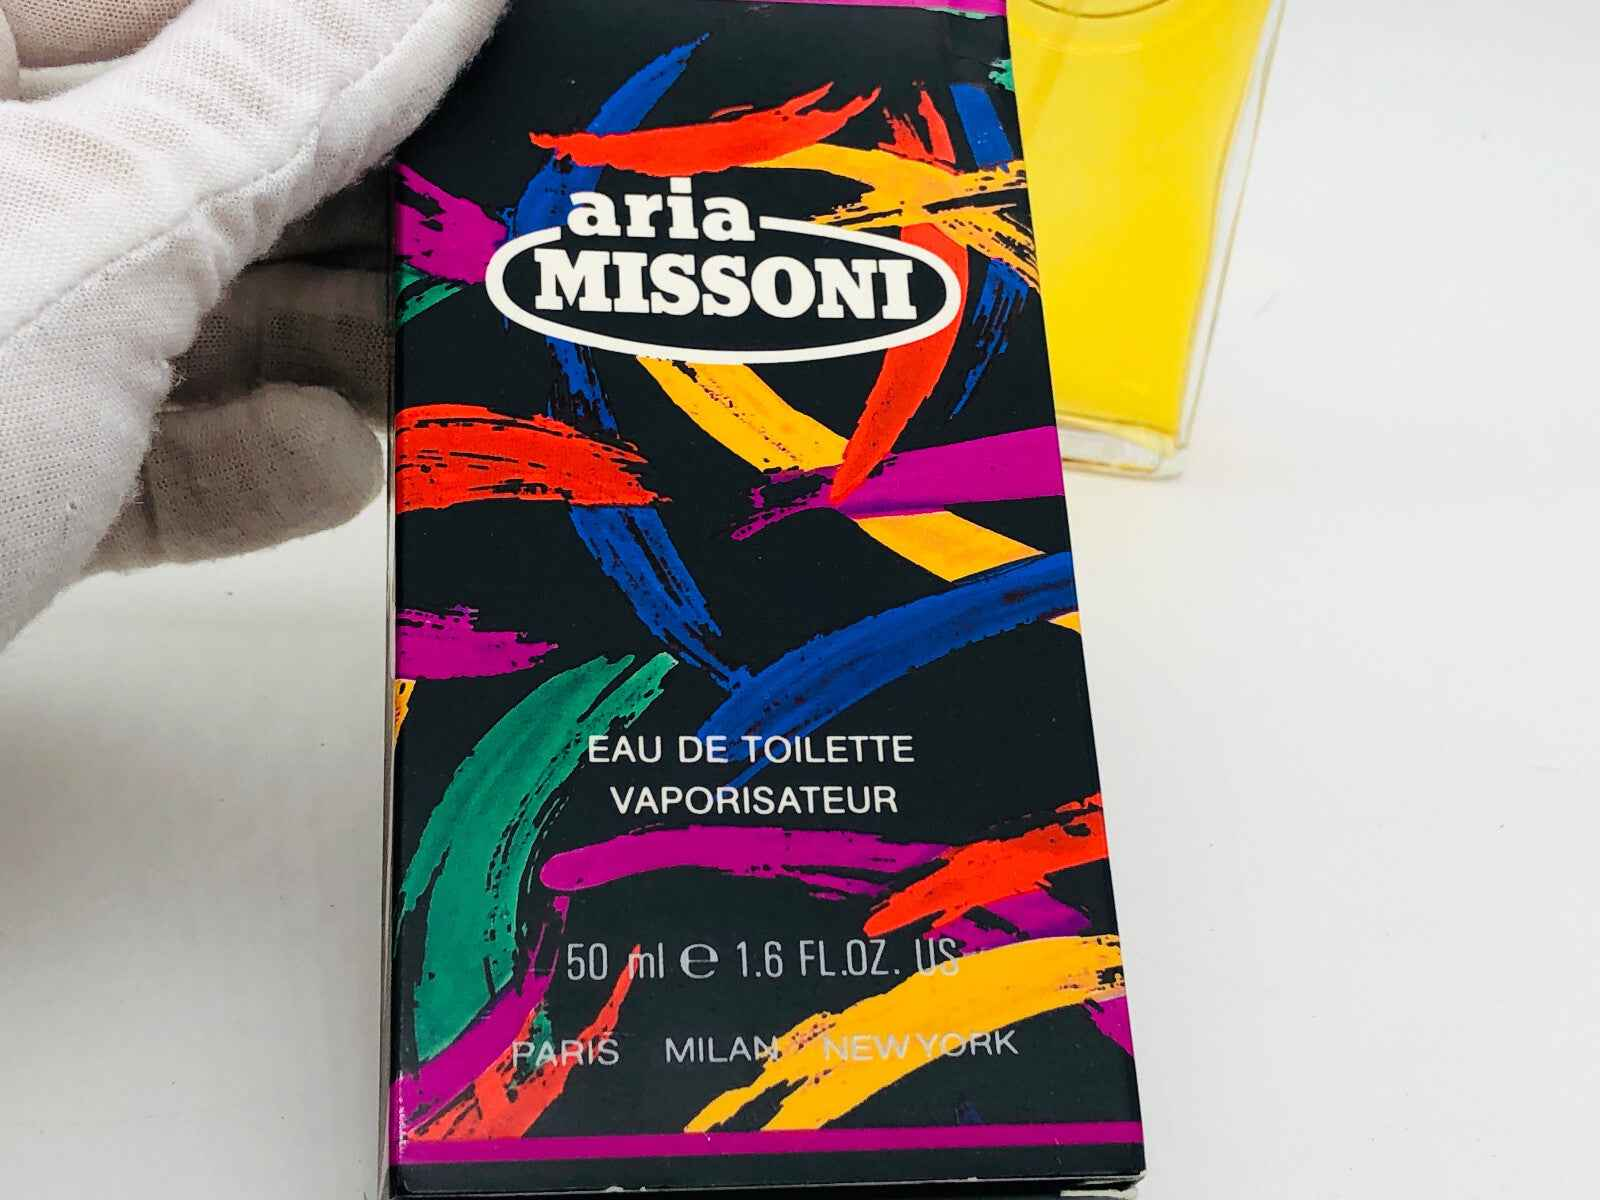 aria
MISSONI
EAU DE TOILETTE
VAPORISATEUR
50 ml ℮ 1.6 FL.OZ. US
PARIS MILAN NEW YORK